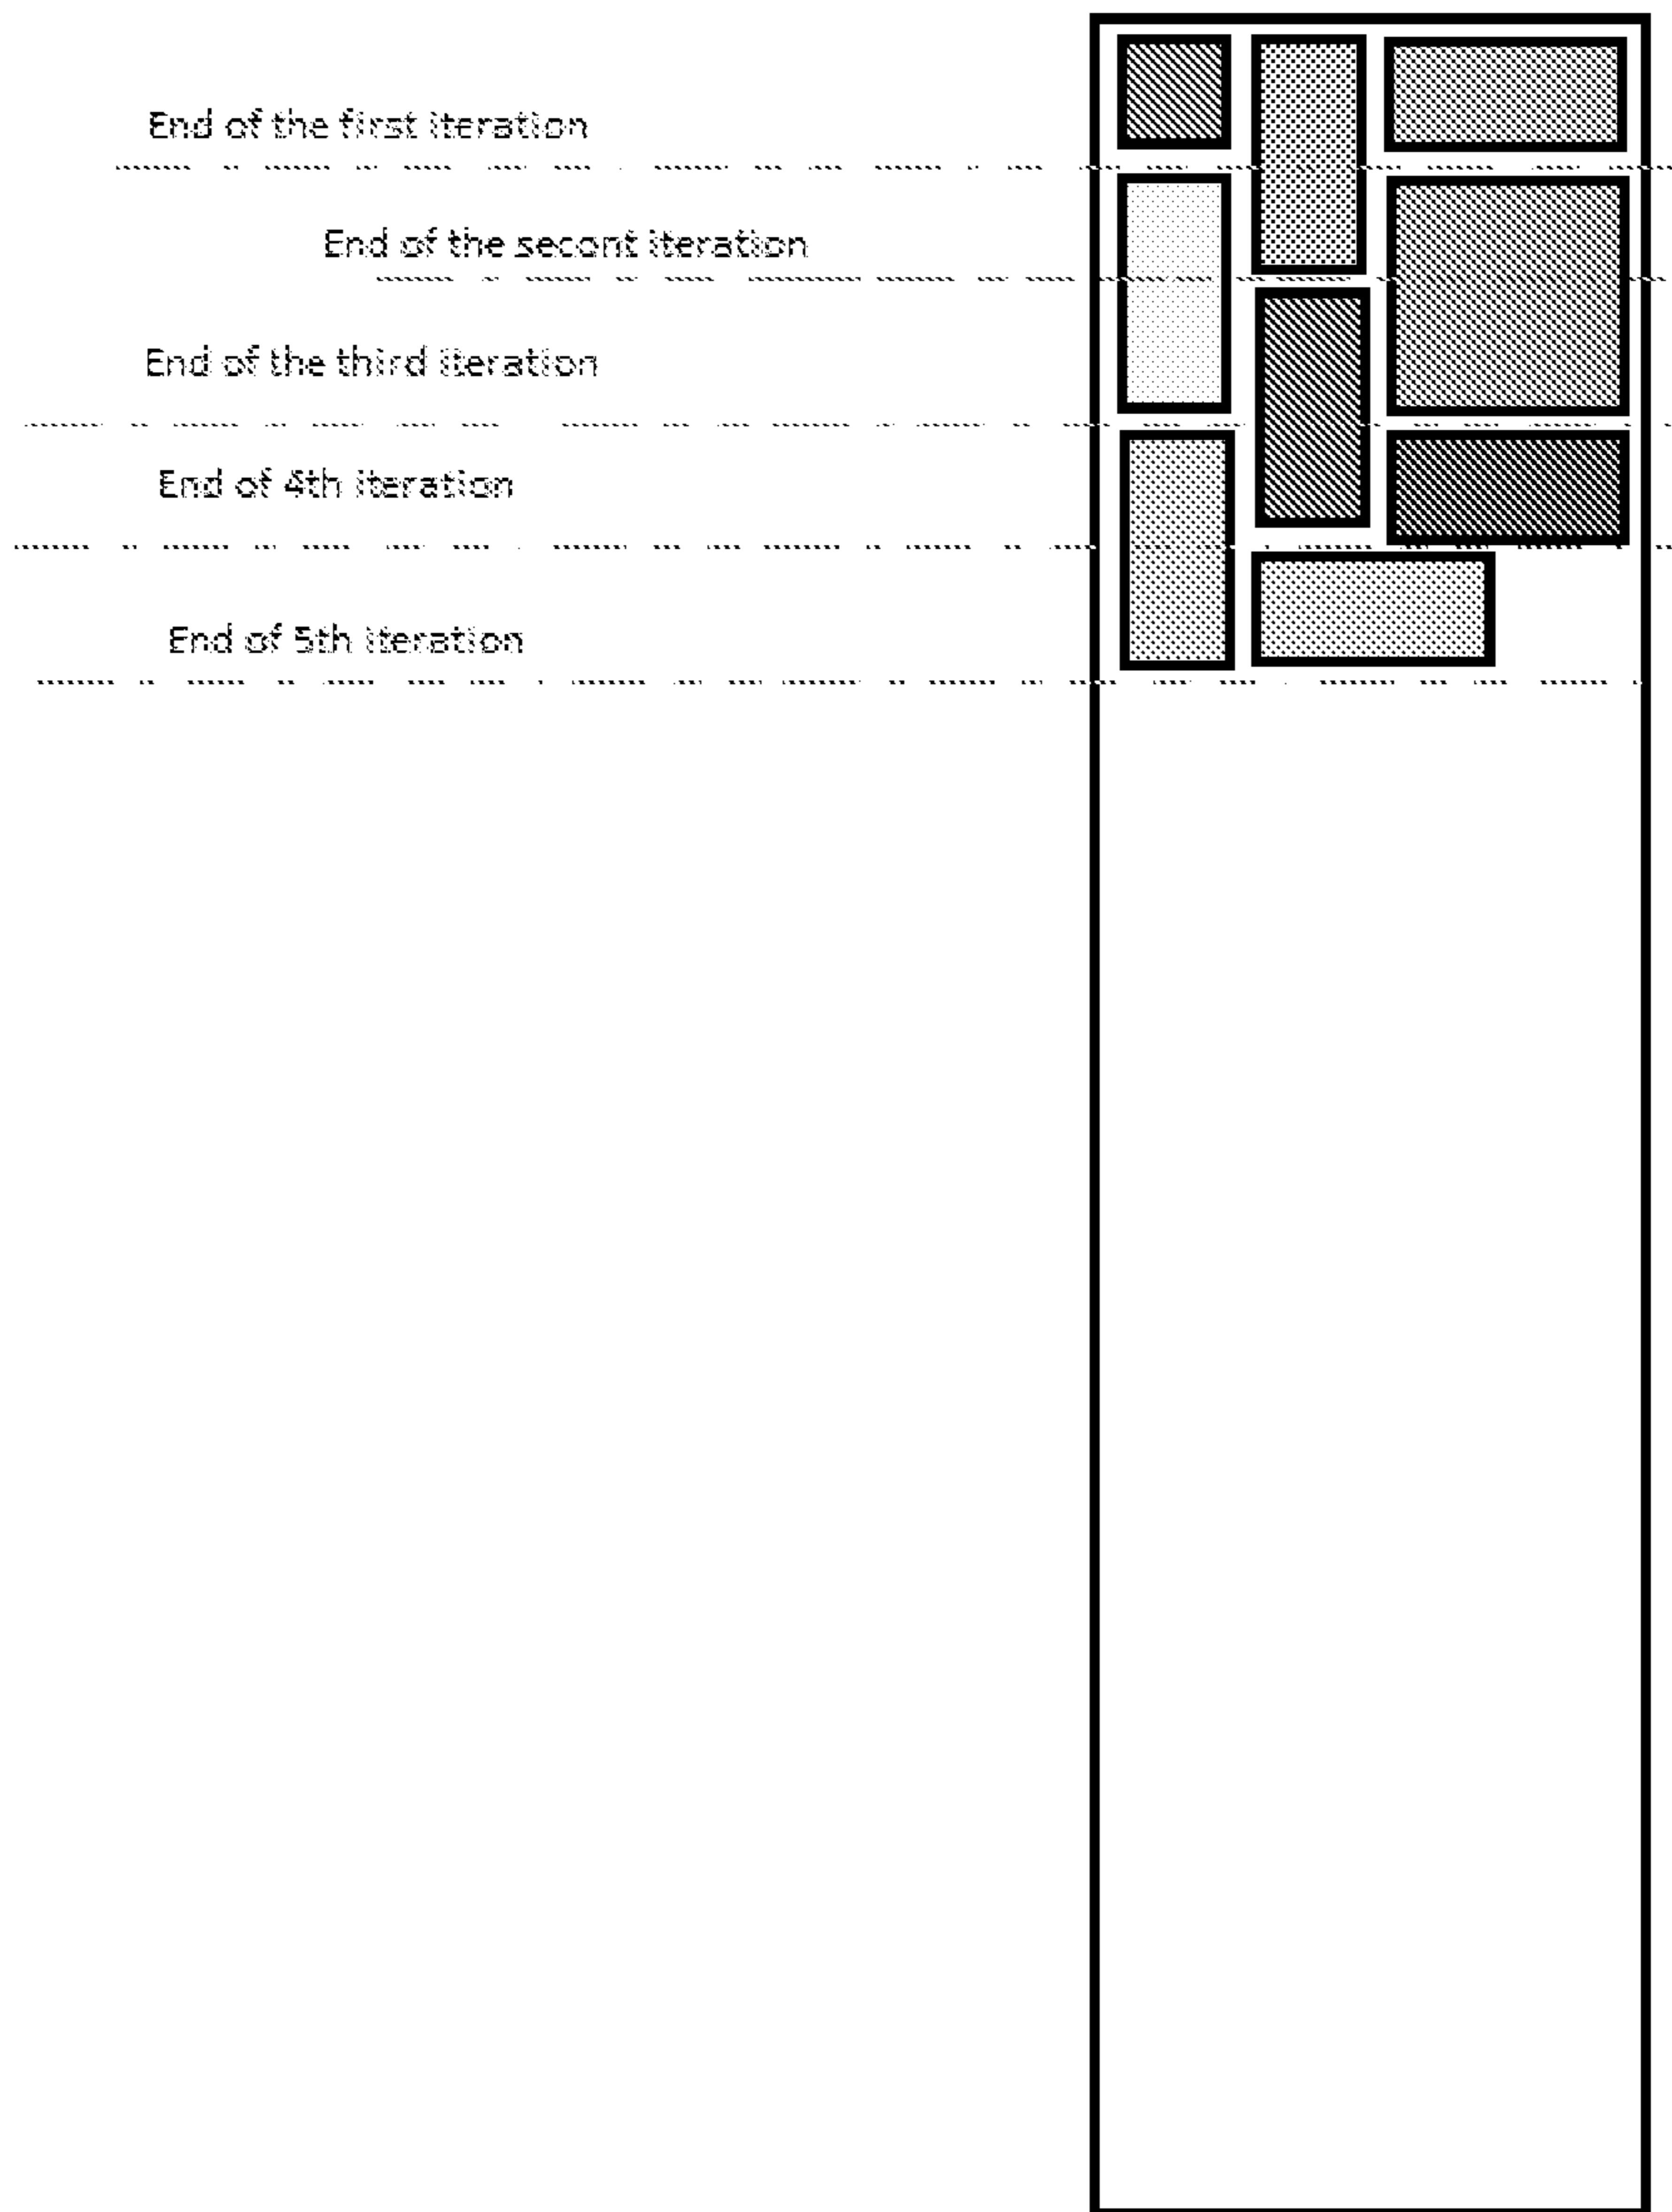 End of the first iteration
End of the secont iteration
End of the third iteration
End of 4th iteration
End of 5th iteration